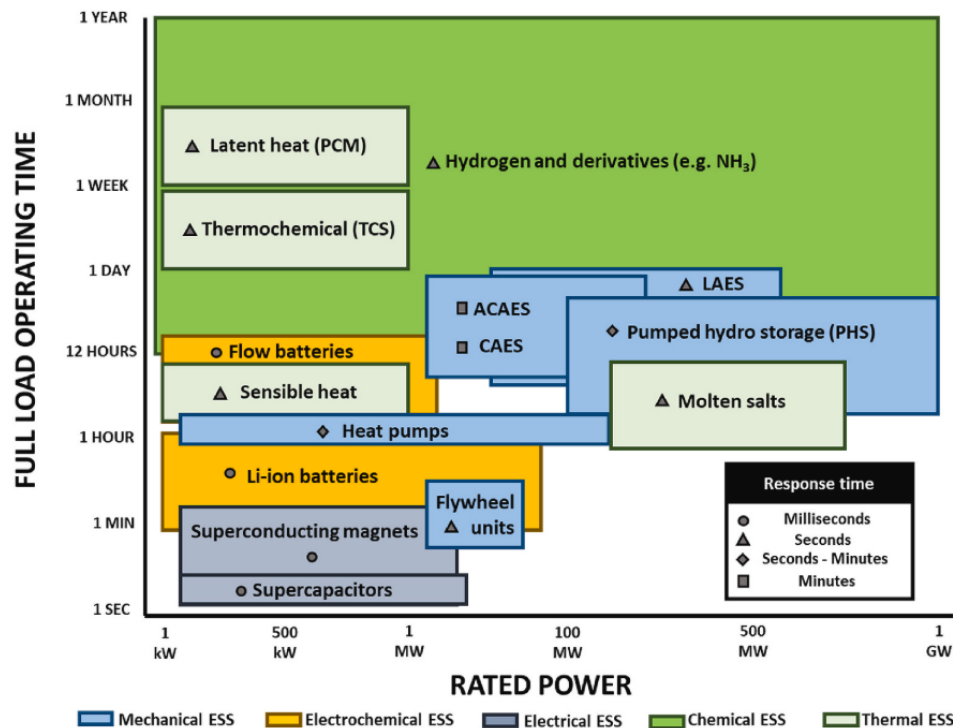 FULL LOAD OPERATING TIME
1 YEAR
1 MONTH
1 WEEK
1 DAY
12 HOURS
1 HOUR
1 MIN
1 SEC
Latent heat (PCM)
Hydrogen and derivatives (e.g. NH₃)
Thermochemical (TCS)
LAES
ACAES
CAES
Pumped hydro storage (PHS)
Flow batteries
Sensible heat
Molten salts
Heat pumps
Li-ion batteries
Flywheel
units
Superconducting magnets
Supercapacitors
Response time
Milliseconds
Seconds
Seconds - Minutes
Minutes
1
kW
500
kW
1
MW
100
MW
500
MW
1
GW
RATED POWER
Mechanical ESS
Electrochemical ESS
Electrical ESS
Chemical ESS
Thermal ESS